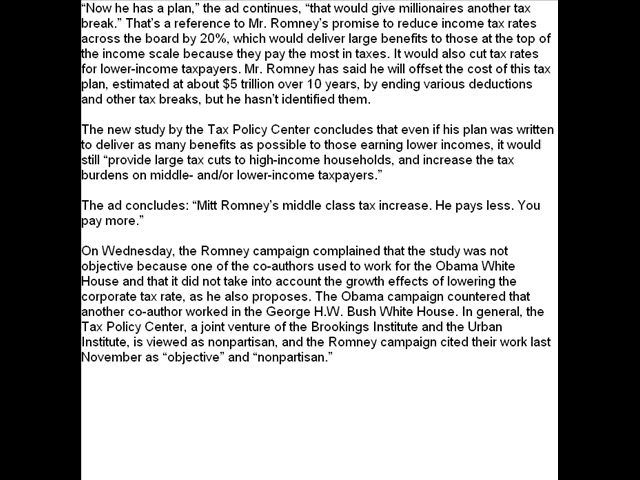 “Now he has a plan,” the ad continues, “that would give millionaires another tax
break.” That’s a reference to Mr. Romney’s promise to reduce income tax rates
across the board by 20%, which would deliver large benefits to those at the top of
the income scale because they pay the most in taxes. It would also cut tax rates
for lower-income taxpayers. Mr. Romney has said he will offset the cost of this tax
plan, estimated at about $5 trillion over 10 years, by ending various deductions
and other tax breaks, but he hasn’t identified them.
The new study by the Tax Policy Center concludes that even if his plan was written
to deliver as many benefits as possible to those earning lower incomes, it would
still “provide large tax cuts to high-income households, and increase the tax
burdens on middle- and/or lower-income taxpayers.”
The ad concludes: “Mitt Romney’s middle class tax increase. He pays less. You
pay more.”
On Wednesday, the Romney campaign complained that the study was not
objective because one of the co-authors used to work for the Obama White
House and that it did not take into account the growth effects of lowering the
corporate tax rate, as he also proposes. The Obama campaign countered that
another co-author worked in the George H.W. Bush White House. In general, the
Tax Policy Center, a joint venture of the Brookings Institute and the Urban
Institute, is viewed as nonpartisan, and the Romney campaign cited their work last
November as “objective” and “nonpartisan.”